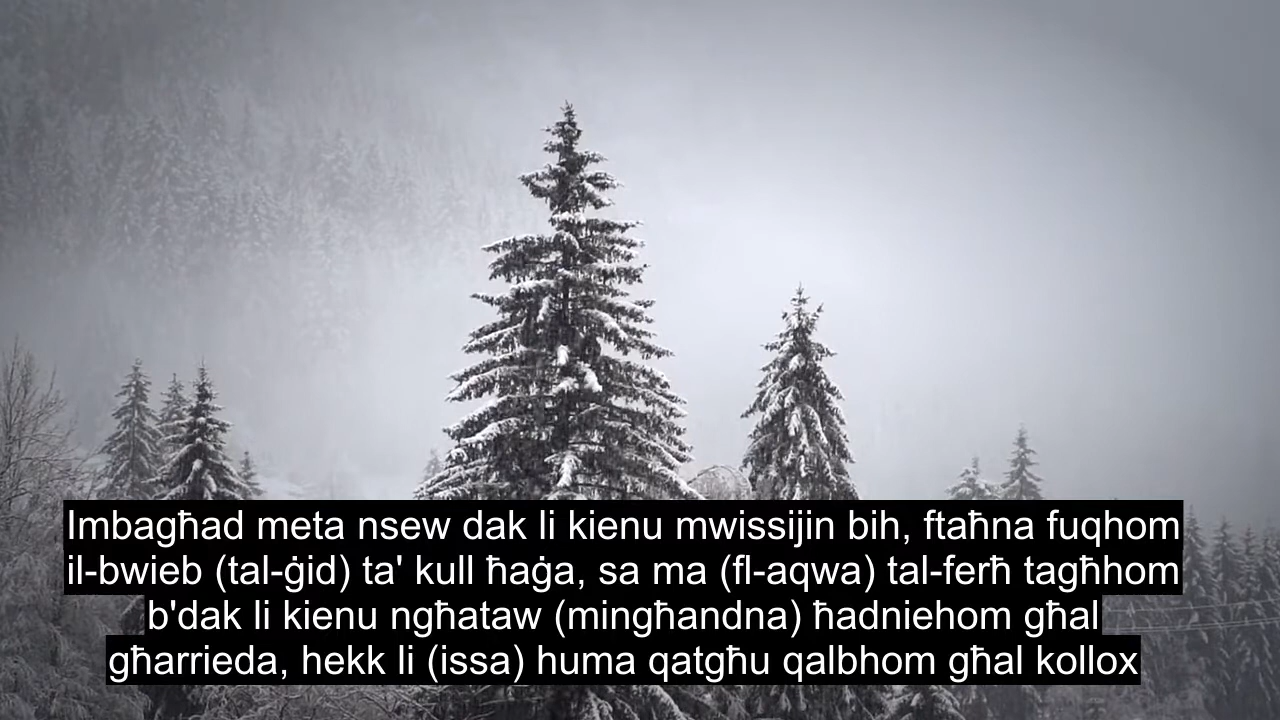 Imbagħad meta nsew dak li kienu mwissijin bih, ftaħna fuqhom
il-bwieb (tal-ġid) ta' kull ħaġa, sa ma (fl-aqwa) tal-ferħ tagħhom
b'dak li kienu ngħataw (mingħandna) ħadniehom għal
għarrieda, hekk li (issa) huma qatgħu qalbhom għal kollox